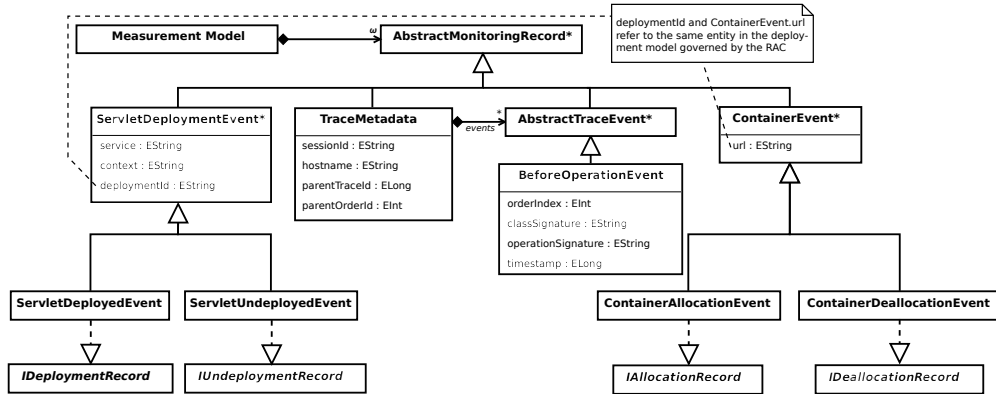 Measurement Model
ω
AbstractMonitoringRecord*
deploymentId and ContainerEvent.url
refer to the same entity in the deploy-
ment model governed by the RAC
ServletDeploymentEvent*
service : EString
context : EString
deploymentId : EString
TraceMetadata
sessionId : EString
hostname : EString
parentTraceId : ELong
parentOrderId : EInt
*
events
AbstractTraceEvent*
ContainerEvent*
url : EString
BeforeOperationEvent
orderIndex : EInt
classSignature : EString
operationSignature : EString
timestamp : ELong
ServletDeployedEvent
ServletUndeployedEvent
ContainerAllocationEvent
ContainerDeallocationEvent
IDeploymentRecord
IUndeploymentRecord
IAllocationRecord
IDeallocationRecord